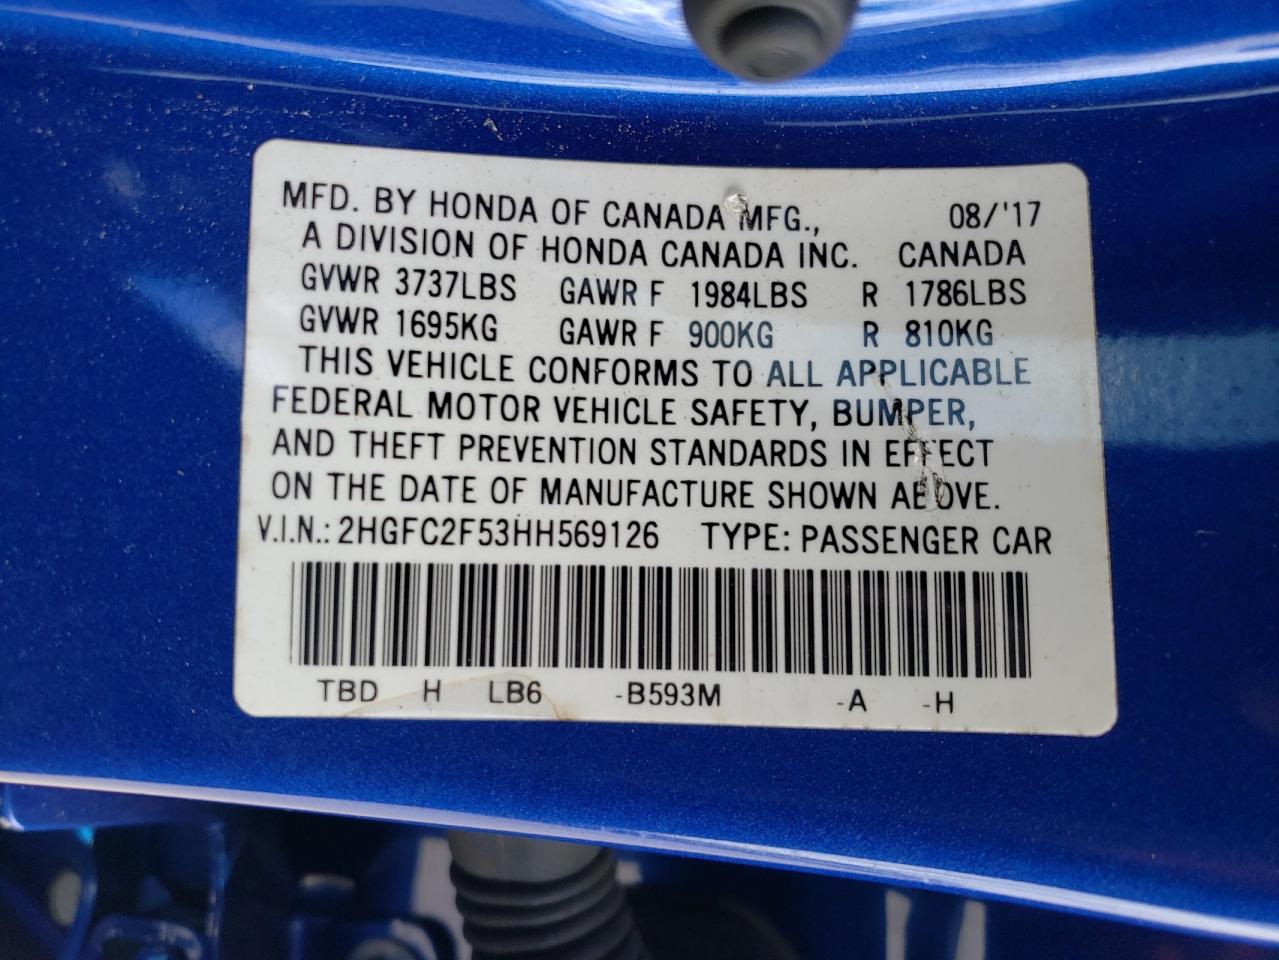 MFD. BY HONDA OF CANADA MFG., 08/'17
A DIVISION OF HONDA CANADA INC. CANADA
GVWR 3737LBS GAWR F 1984LBS R 1786LBS
GVWR 1695KG GAWR F 900KG R 810KG
THIS VEHICLE CONFORMS TO ALL APPLICABLE
FEDERAL MOTOR VEHICLE SAFETY, BUMPER,
AND THEFT PREVENTION STANDARDS IN EFFECT
ON THE DATE OF MANUFACTURE SHOWN ABOVE.
V.I.N.: 2HGFC2F53HH569126 TYPE: PASSENGER CAR
TBD H LB6 -B593M -A -H